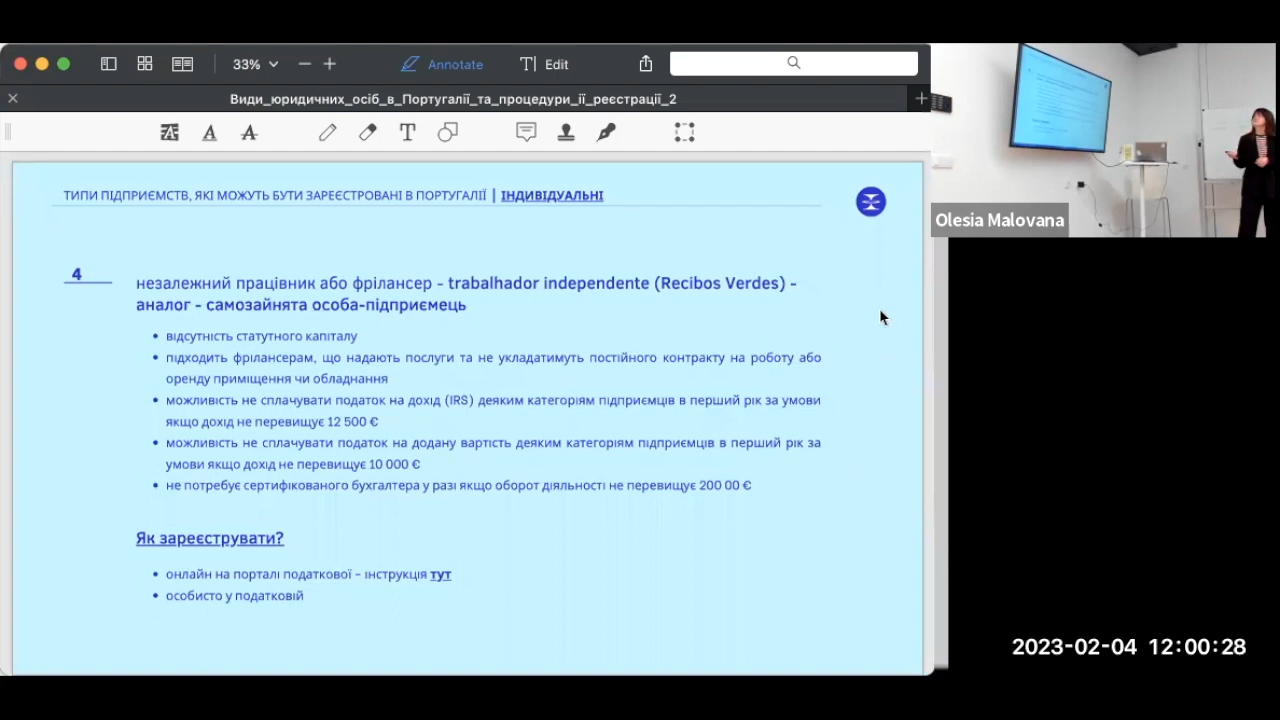 33%
Annotate
Edit
Види_юридичних_осіб_в_Португалії_та_процедури_її_реєстрації_2
ТИПИ ПІДПРИЄМСТВ, ЯКІ МОЖУТЬ БУТИ ЗАРЕЄСТРОВАНІ В ПОРТУГАЛІЇ | ІНДИВІДУАЛЬНІ
Olesia Malovana
4
незалежний працівник або фрілансер - trabalhador independente (Recibos Verdes) -
аналог - самозайнята особа-підприємець
• відсутність статутного капіталу
• підходить фрілансерам, що надають послуги та не укладатимуть постійного контракту на роботу або
оренду приміщення чи обладнання
• можливість не сплачувати податок на дохід (IRS) деяким категоріям підприємців в перший рік за умови
якщо дохід не перевищує 12 500 €
• можливість не сплачувати податок на додану вартість деяким категоріям підприємців в перший рік за
умови якщо дохід не перевищує 10 000 €
• не потребує сертифікованого бухгалтера у разі якщо оборот діяльності не перевищує 200 00 €
Як зареєструвати?
• онлайн на порталі податкової – інструкція тут
• особисто у податковій
2023-02-04 12:00:28